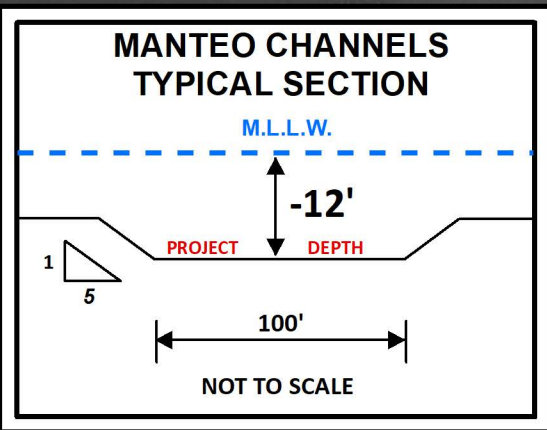 MANTEO CHANNELS
TYPICAL SECTION
M.L.L.W.
-12'
PROJECT DEPTH
1
5
100'
NOT TO SCALE